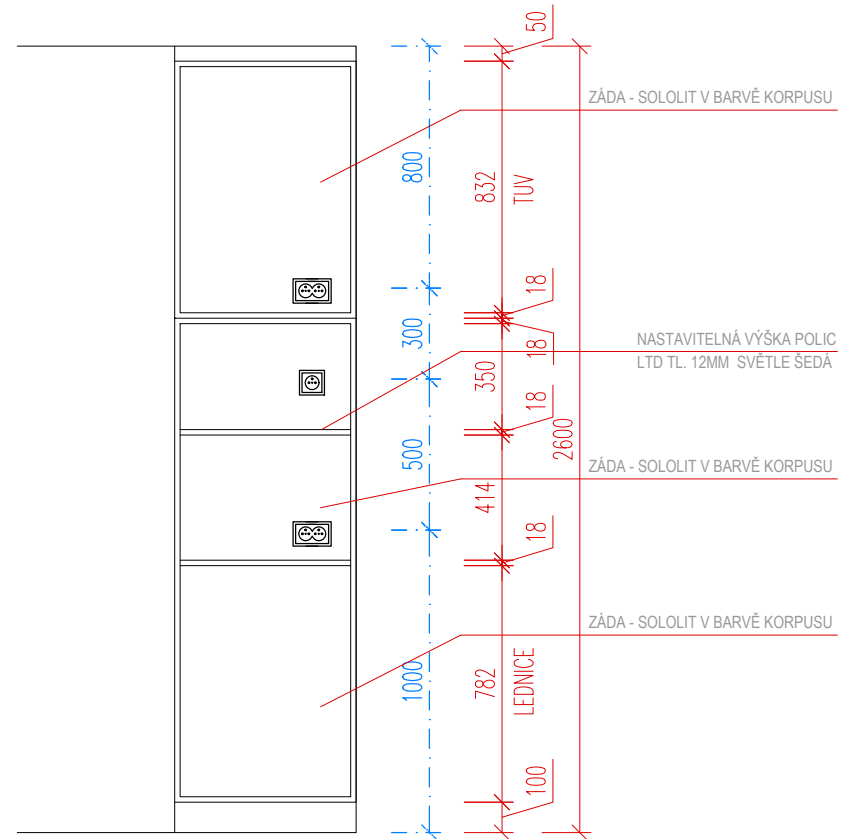 50
ZÁDA - SOLOLIT V BARVĚ KORPUSU
800
832
TUV
18
300
18
NASTAVITELNÁ VÝŠKA POLIC
LTD TL. 12MM SVĚTLE ŠEDÁ
350
18
2600
500
ZÁDA - SOLOLIT V BARVĚ KORPUSU
414
18
ZÁDA - SOLOLIT V BARVĚ KORPUSU
1000
782
LEDNICE
100